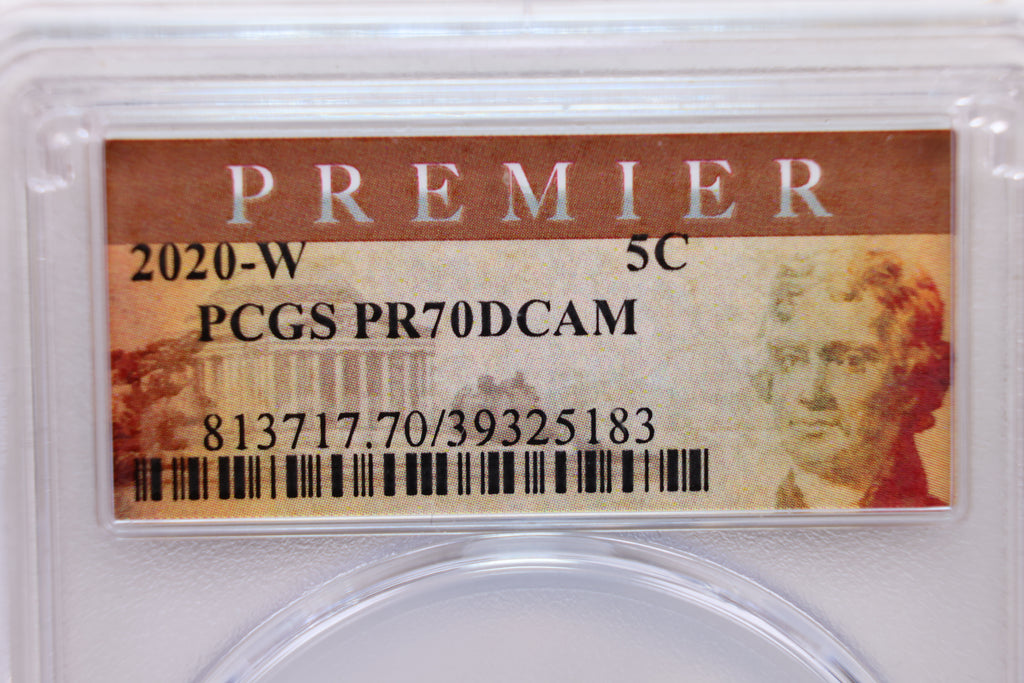 PREMIER
2020-W 5C
PCGS PR70DCAM
813717.70/39325183